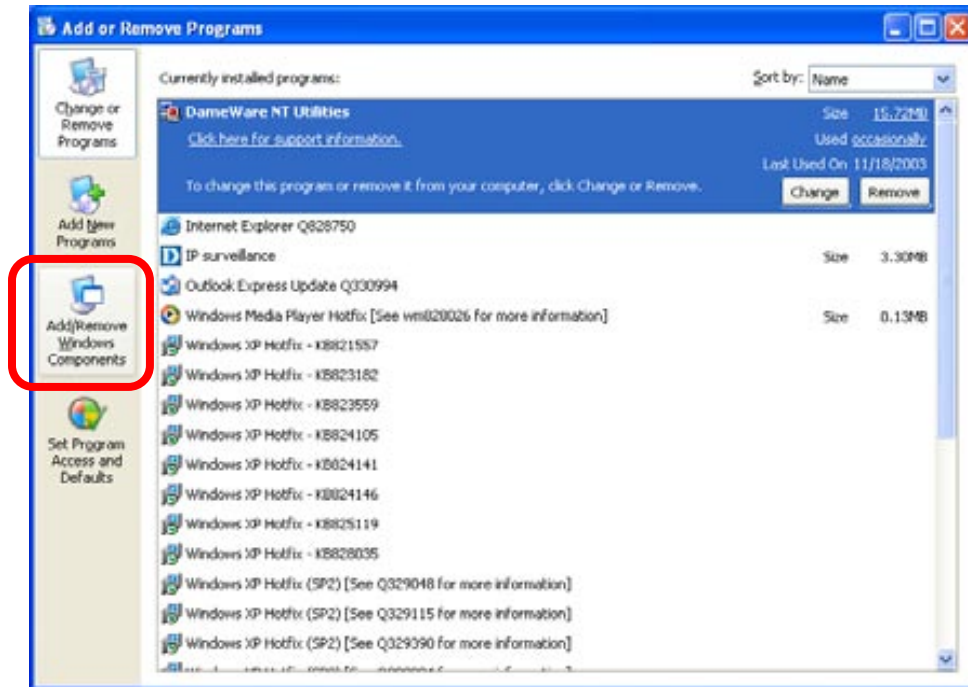 Add or Remove Programs
Change or
Remove
Programs
Add New
Programs
Add/Remove
Windows
Components
Set Program
Access and
Defaults
Currently installed programs:
Sort by: Name
DameWare NT Utilities
Size 15.72MB
Click here for support information.
Used occasionally
Last Used On 11/18/2003
To change this program or remove it from your computer, click Change or Remove.
Change Remove
Internet Explorer Q828750
IP surveillance Size 3.30MB
Outlook Express Update Q330994
Windows Media Player Hotfix [See wm828026 for more information] Size 0.13MB
Windows XP Hotfix - KB821557
Windows XP Hotfix - KB823182
Windows XP Hotfix - KB823559
Windows XP Hotfix - KB824105
Windows XP Hotfix - KB824141
Windows XP Hotfix - KB824146
Windows XP Hotfix - KB825119
Windows XP Hotfix - KB828035
Windows XP Hotfix (SP2) [See Q329048 for more information]
Windows XP Hotfix (SP2) [See Q329115 for more information]
Windows XP Hotfix (SP2) [See Q329390 for more information]